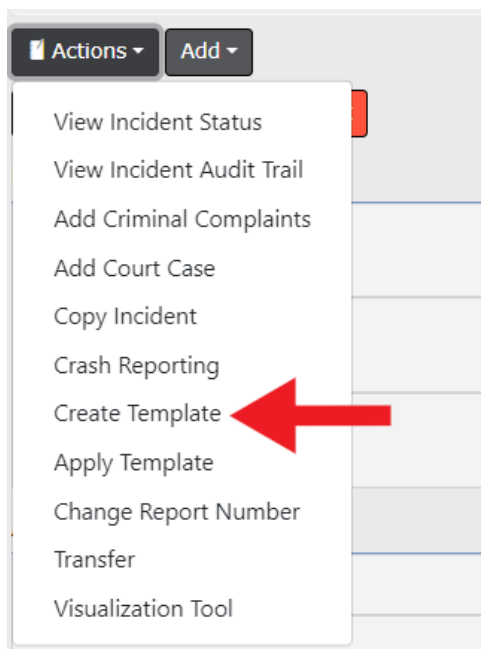 Actions
Add
View Incident Status
View Incident Audit Trail
Add Criminal Complaints
Add Court Case
Copy Incident
Crash Reporting
Create Template
Apply Template
Change Report Number
Transfer
Visualization Tool